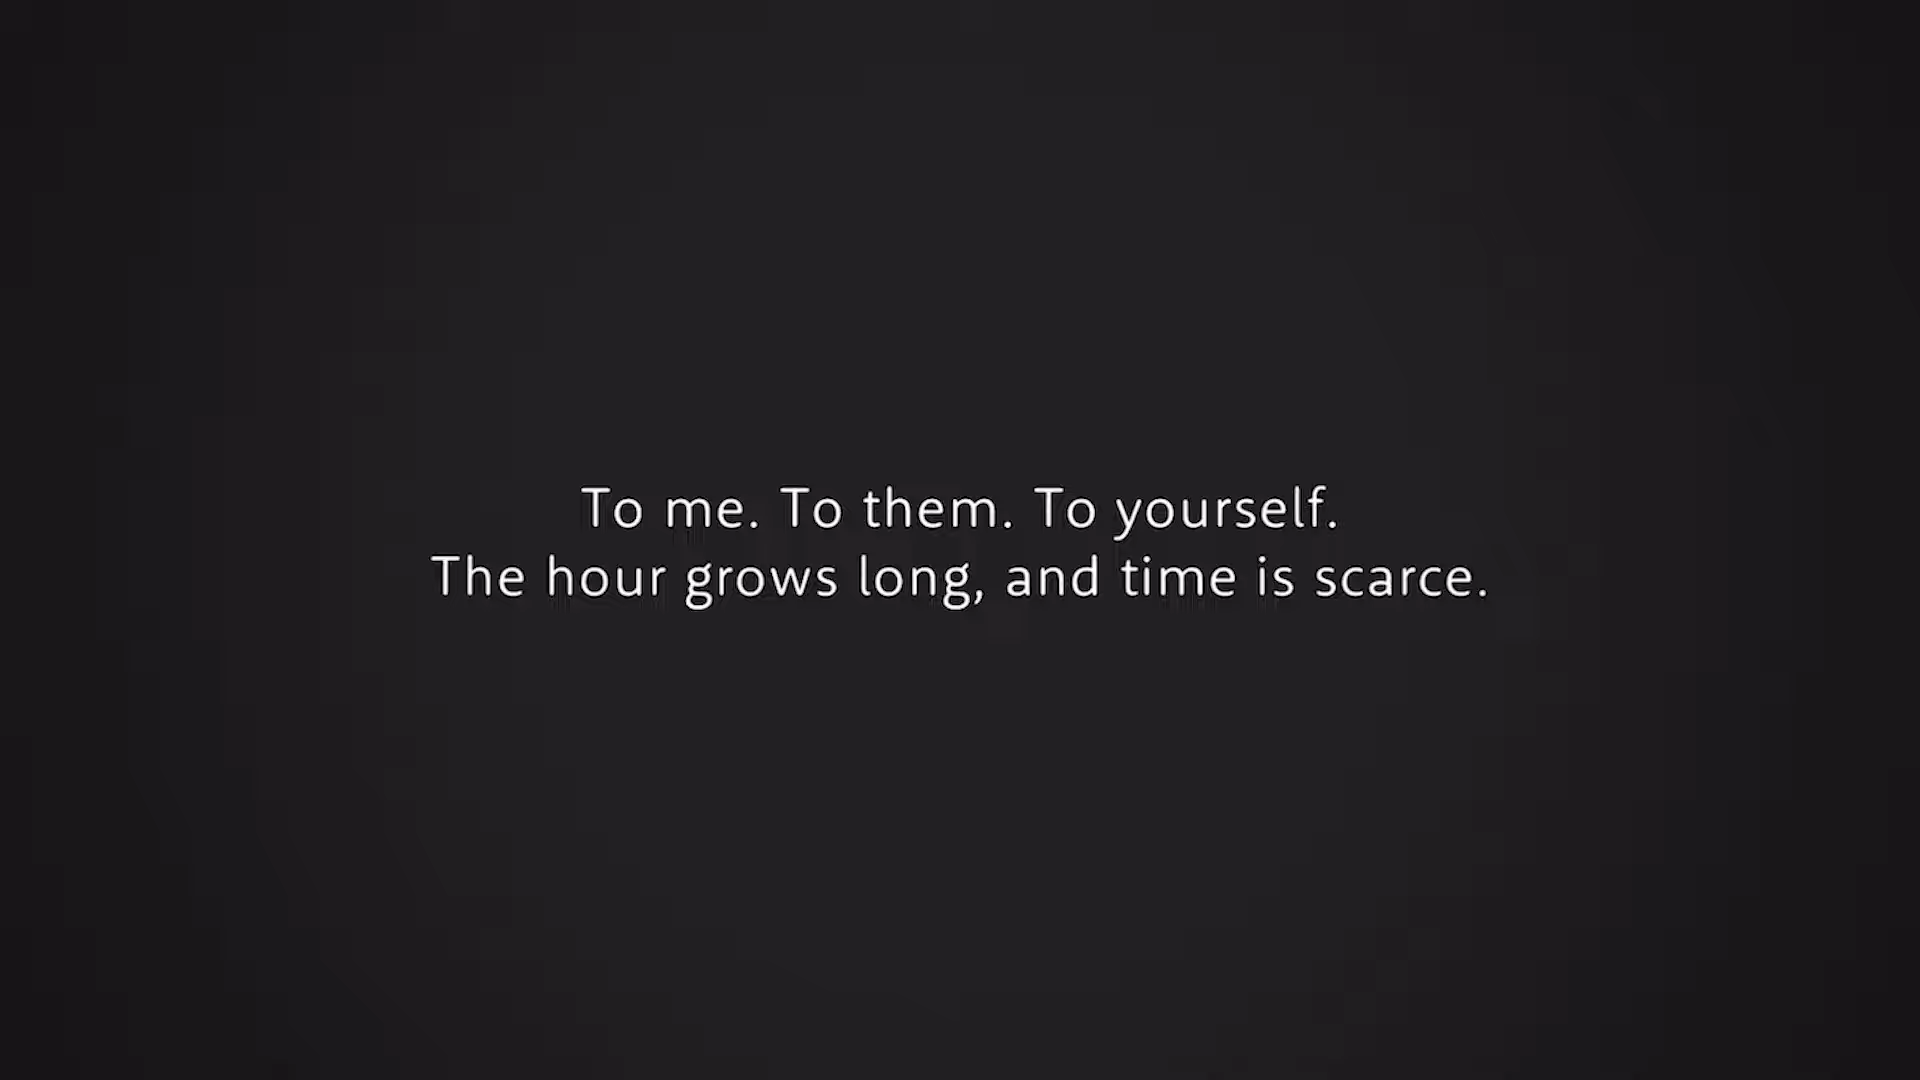 To me. To them. To yourself.
The hour grows long, and time is scarce.